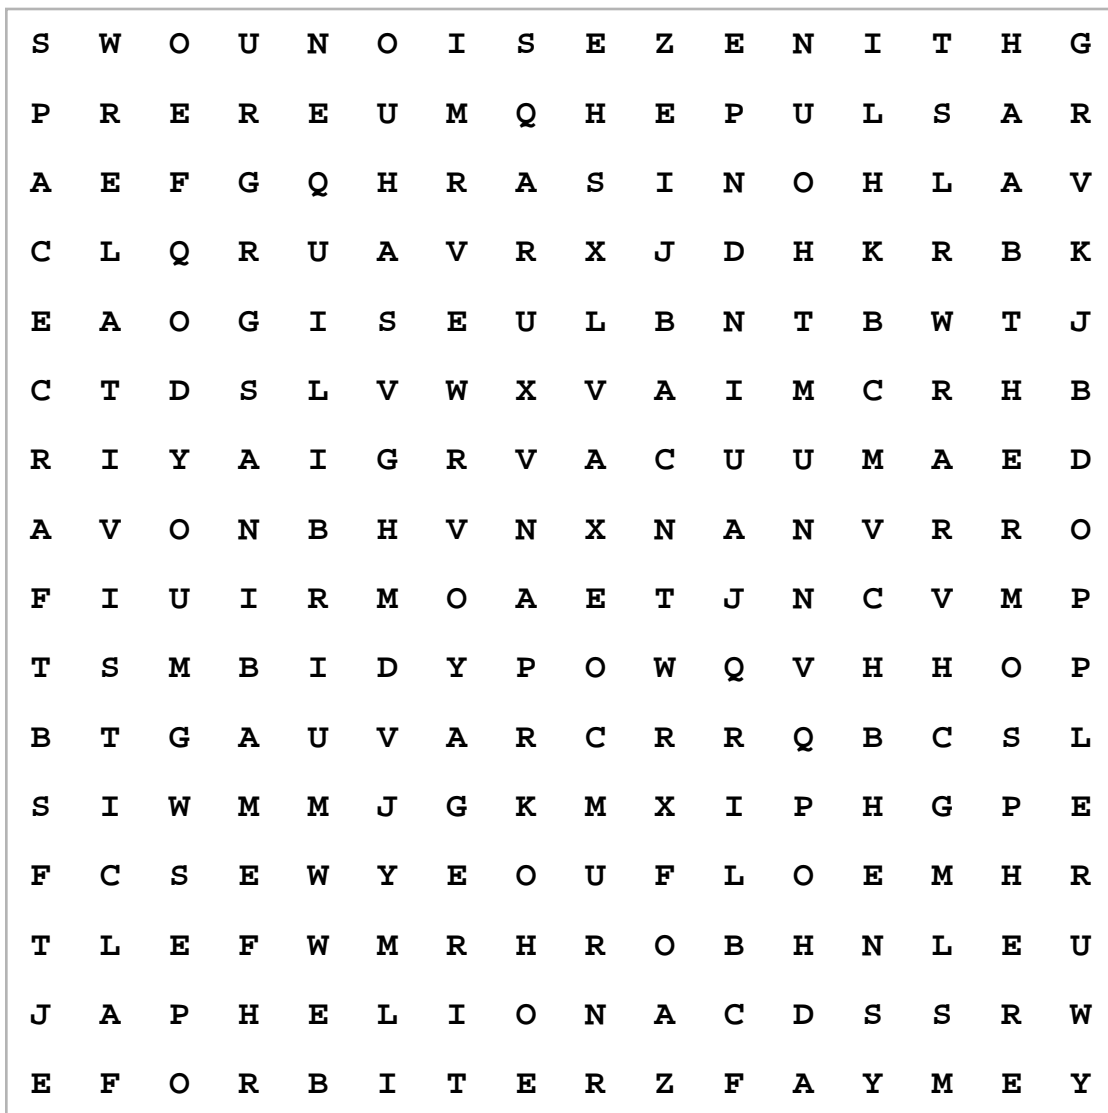 S W O U N O I S E Z E N I T H G
P R E R E U M Q H E P U L S A R
A E F G Q H R A S I N O H L A V
C L Q R U A V R X J D H K R B K
E A O G I S E U L B N T B W T J
C T D S L V W X V A I M C R H B
R I Y A I G R V A C U U M A E D
A V O N B H V N X N A N V R R O
F I U I R M O A E T J N C V M P
T S M B I D Y P O W Q V H H O P
B T G A U V A R C R R Q B C S L
S I W M M J G K M X I P H G P E
F C S E W Y E O U F L O E M H R
T L E F W M R H R O B H N L E U
J A P H E L I O N A C D S S R W
E F O R B I T E R Z F A Y M E Y